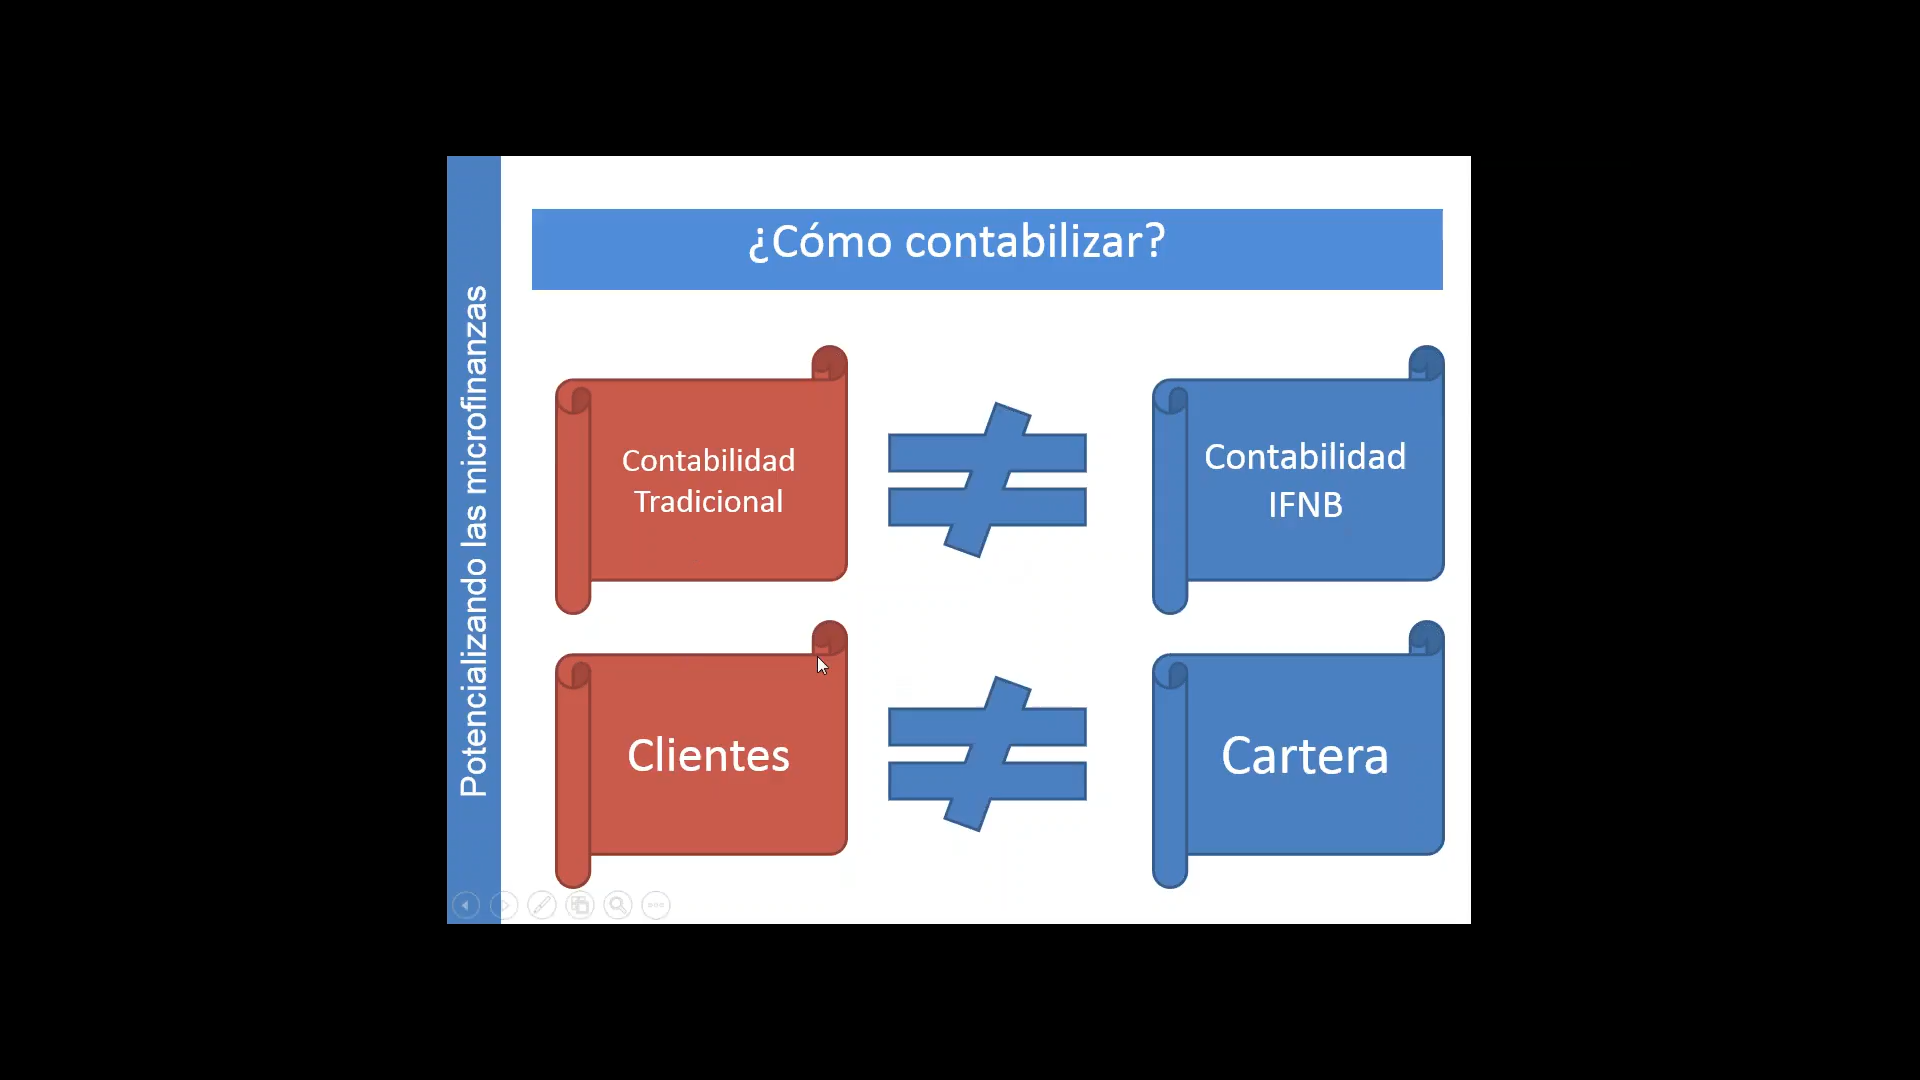 ¿Cómo contabilizar?
Potencializando las microfinanzas
Contabilidad
Tradicional
Contabilidad
IFNB
Clientes
Cartera